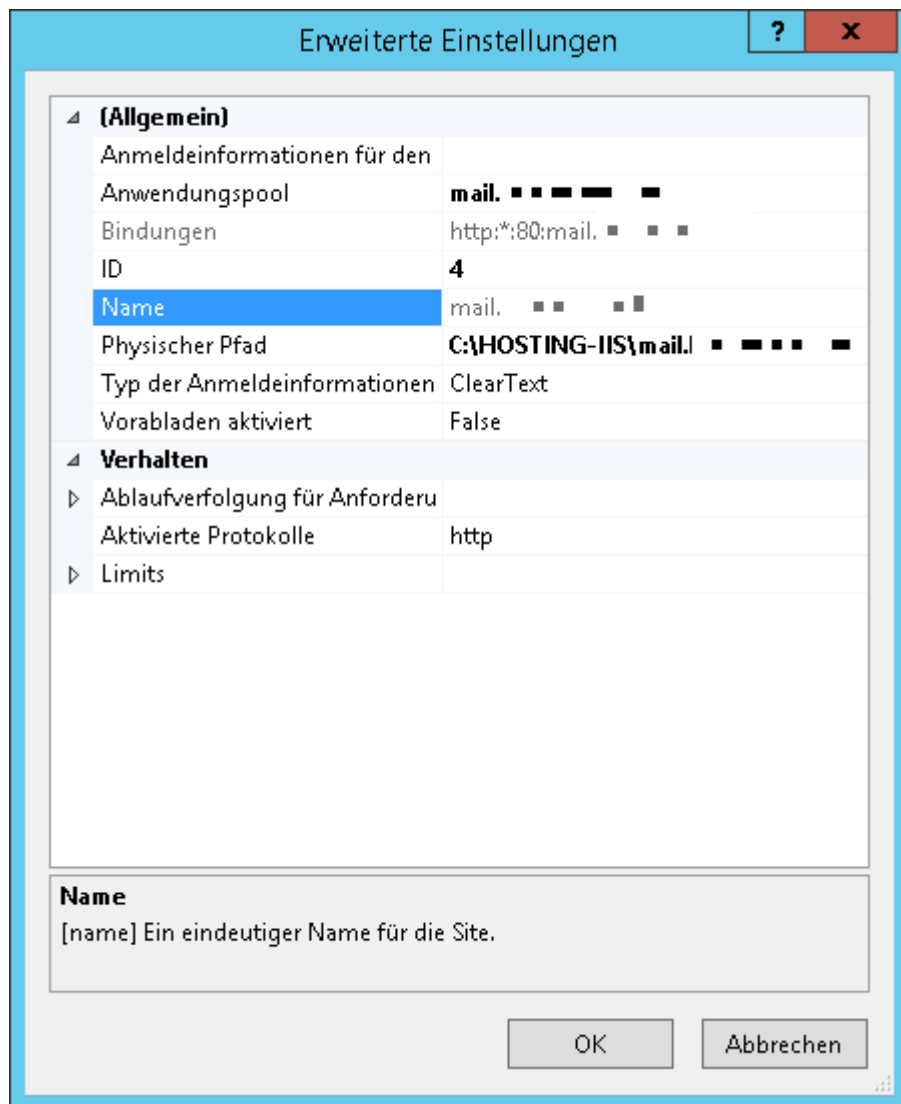 Erweiterte Einstellungen
?
x
(Allgemein)
Anmeldeinformationen für den
Anwendungspool mail.
Bindungen http:*:80:mail.
ID 4
Name mail.
Physischer Pfad C:\HOSTING-IIS\mail.
Typ der Anmeldeinformationen ClearText
Vorabladen aktiviert False
Verhalten
Ablaufverfolgung für Anforderu
Aktivierte Protokolle http
Limits
Name
[name] Ein eindeutiger Name für die Site.
OK Abbrechen